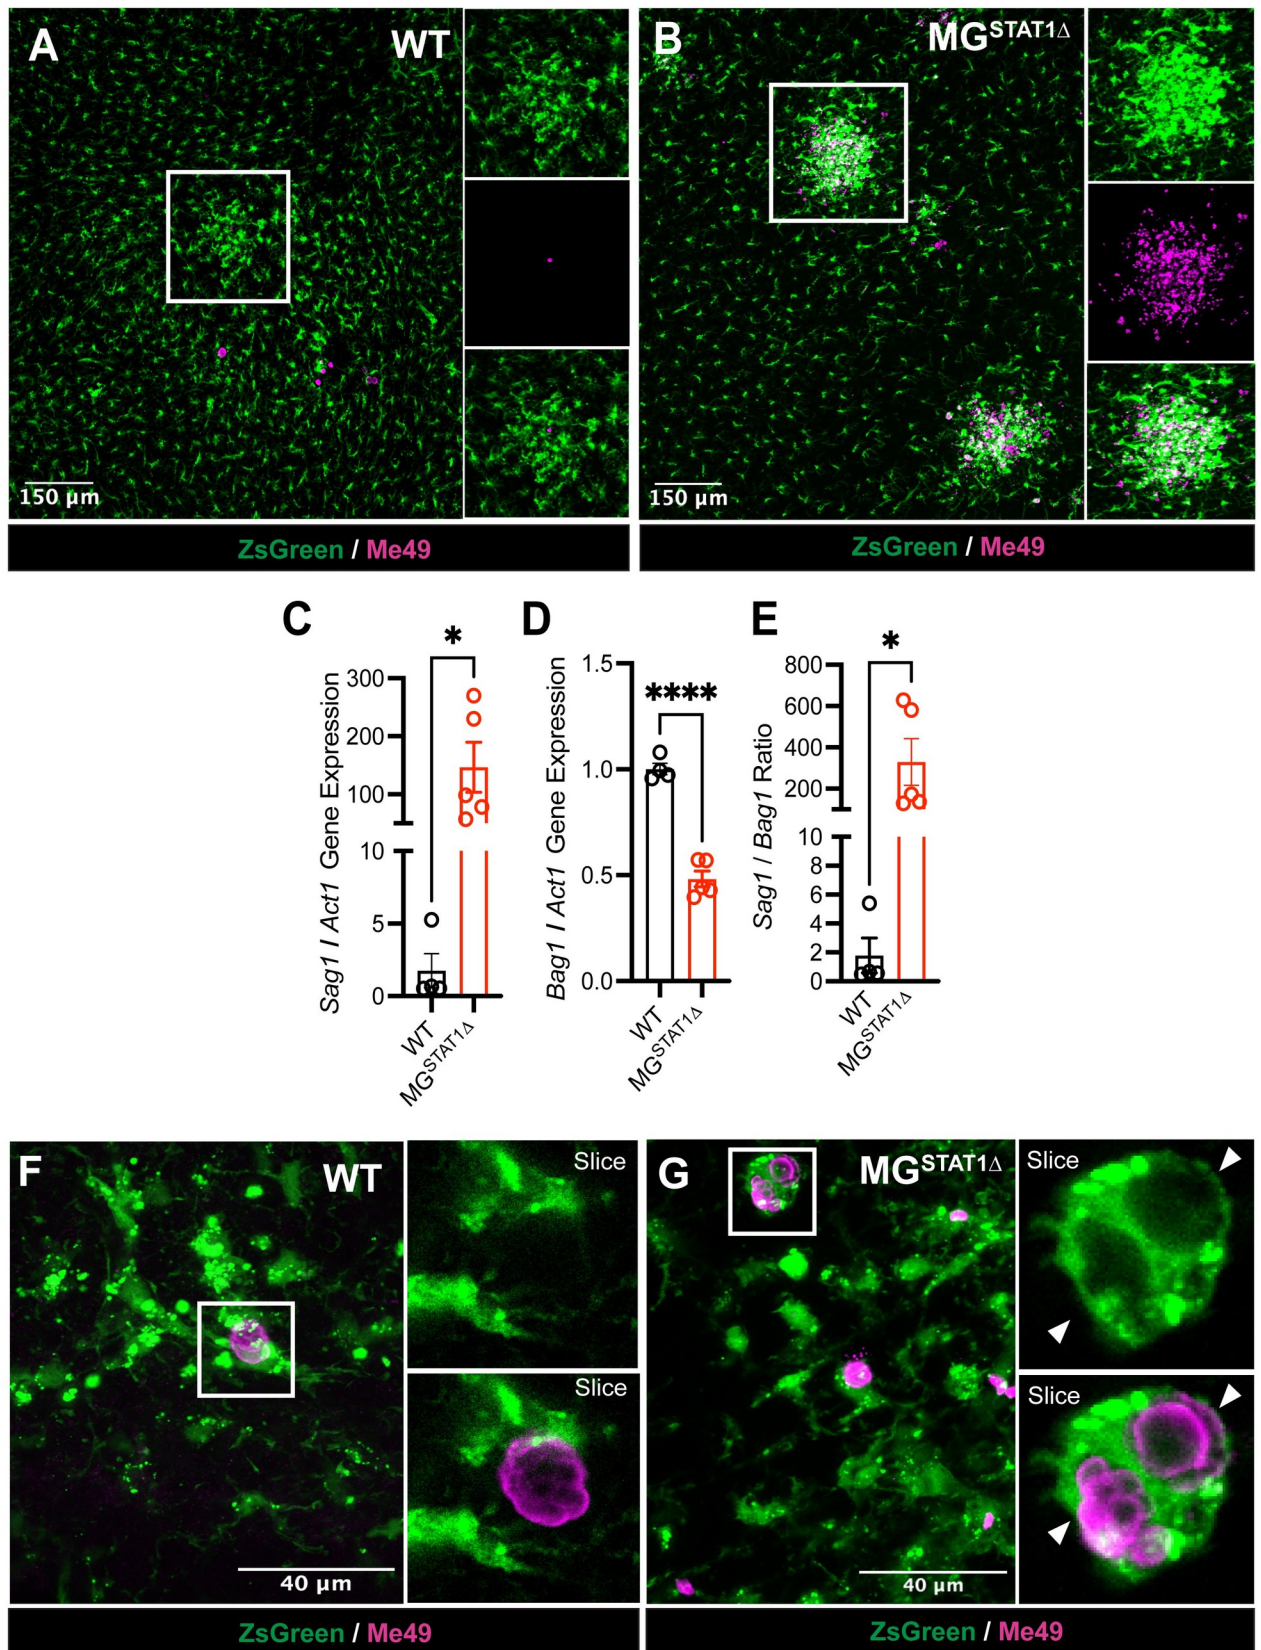 A WT
150 µm
ZsGreen / Me49
B MGSTAT1Δ
150 µm
ZsGreen / Me49
C
*
Sag1 / Act1 Gene Expression
300
200
100
10
5
0
WT
MGSTAT1Δ
D
****
Bag1 / Act1 Gene Expression
1.5
1.0
0.5
0.0
WT
MGSTAT1Δ
E
*
Sag1 / Bag1 Ratio
800
600
400
200
10
8
6
4
2
0
WT
MGSTAT1Δ
F WT
40 µm
Slice
Slice
ZsGreen / Me49
G MGSTAT1Δ
40 µm
Slice
Slice
ZsGreen / Me49